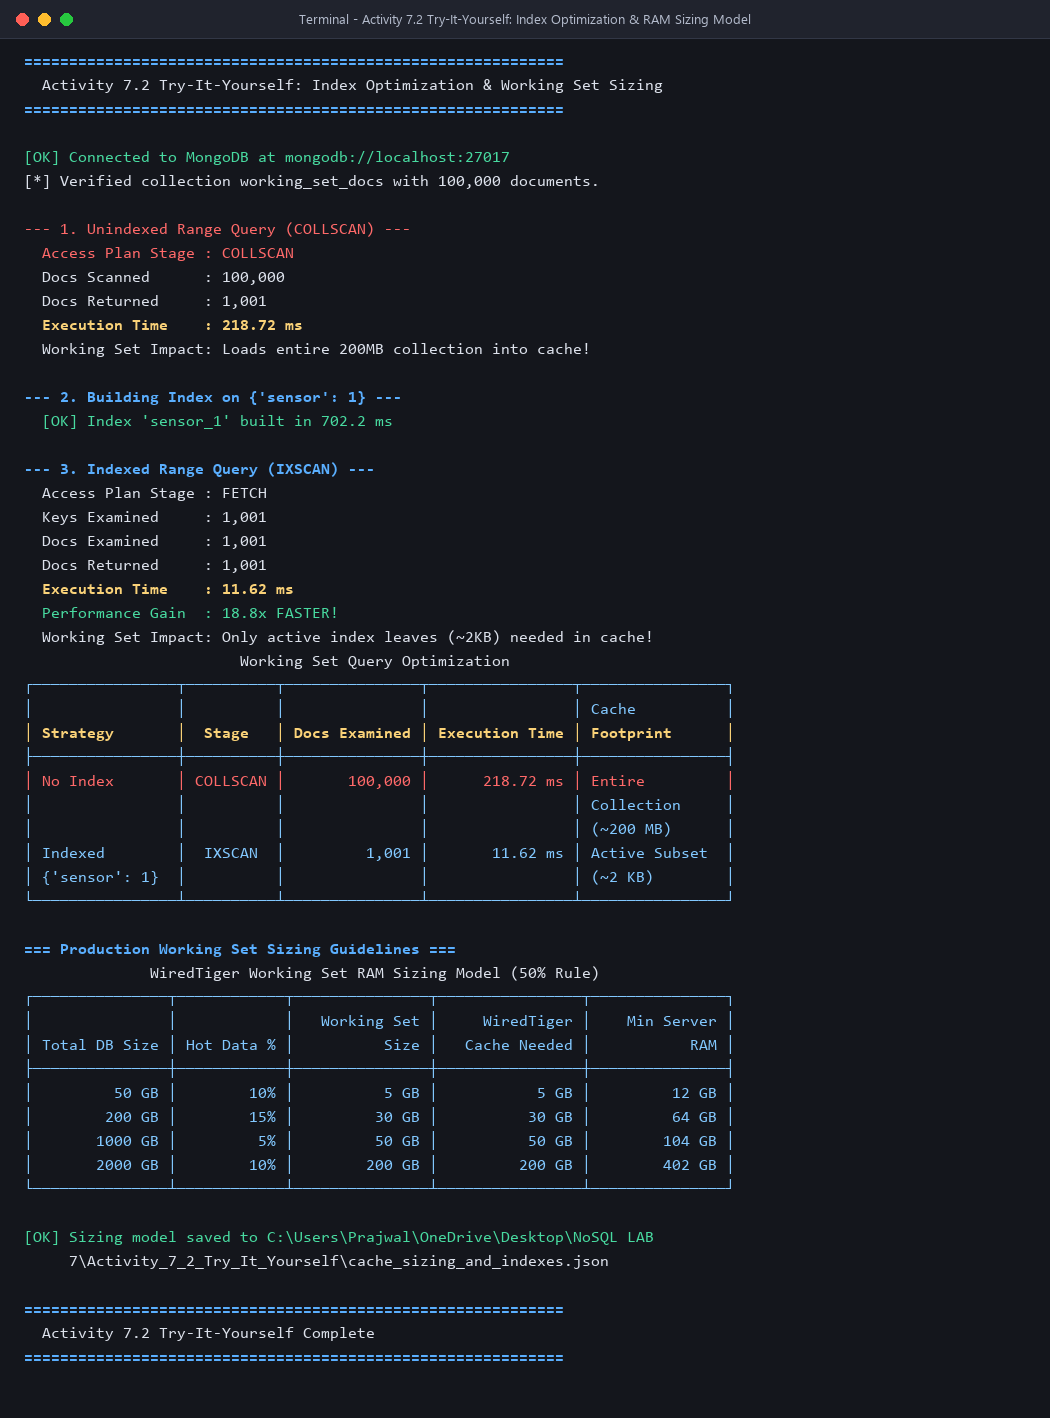 Terminal - Activity 7.2 Try-It-Yourself: Index Optimization & RAM Sizing Model
============================================================
Activity 7.2 Try-It-Yourself: Index Optimization & Working Set Sizing
============================================================
[OK] Connected to MongoDB at mongodb://localhost:27017
[*] Verified collection working_set_docs with 100,000 documents.
--- 1. Unindexed Range Query (COLLSCAN) ---
Access Plan Stage : COLLSCAN
Docs Scanned      : 100,000
Docs Returned     : 1,001
Execution Time    : 218.72 ms
Working Set Impact: Loads entire 200MB collection into cache!
--- 2. Building Index on {'sensor': 1} ---
[OK] Index 'sensor_1' built in 702.2 ms
--- 3. Indexed Range Query (IXSCAN) ---
Access Plan Stage : FETCH
Keys Examined     : 1,001
Docs Examined     : 1,001
Docs Returned     : 1,001
Execution Time    : 11.62 ms
Performance Gain  : 18.8x FASTER!
Working Set Impact: Only active index leaves (~2KB) needed in cache!
Working Set Query Optimization
Cache
Strategy │ Stage │ Docs Examined │ Execution Time │ Footprint
No Index │ COLLSCAN │ 100,000 │ 218.72 ms │ Entire
Collection
(~200 MB)
Indexed │ IXSCAN │ 1,001 │ 11.62 ms │ Active Subset
{'sensor': 1} │ (~2 KB)
=== Production Working Set Sizing Guidelines ===
WiredTiger Working Set RAM Sizing Model (50% Rule)
Working Set │ WiredTiger │ Min Server
Total DB Size │ Hot Data % │ Size │ Cache Needed │ RAM
50 GB │ 10% │ 5 GB │ 5 GB │ 12 GB
200 GB │ 15% │ 30 GB │ 30 GB │ 64 GB
1000 GB │ 5% │ 50 GB │ 50 GB │ 104 GB
2000 GB │ 10% │ 200 GB │ 200 GB │ 402 GB
[OK] Sizing model saved to C:\Users\Prajwal\OneDrive\Desktop\NoSQL LAB
7\Activity_7_2_Try_It_Yourself\cache_sizing_and_indexes.json
============================================================
Activity 7.2 Try-It-Yourself Complete
============================================================